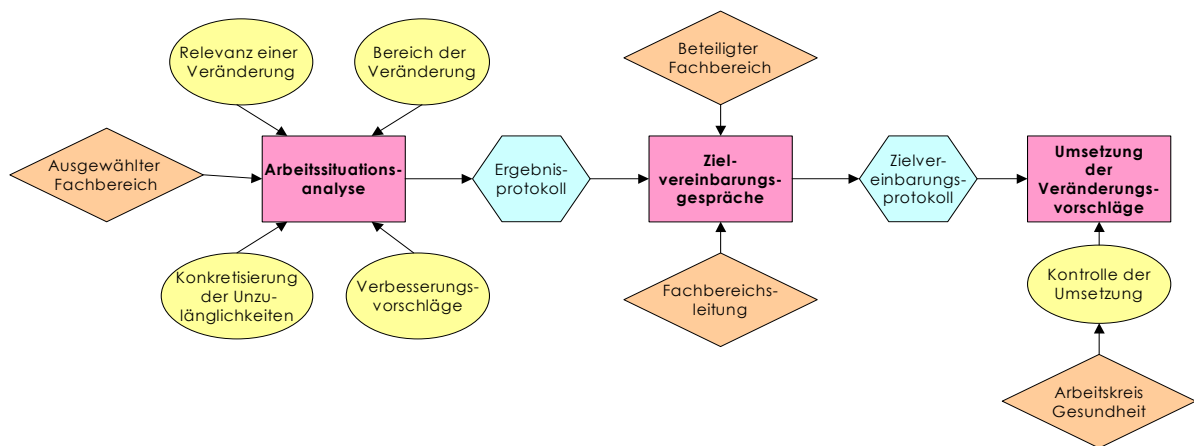 Relevanz einer
Veränderung
Bereich der
Veränderung
Beteiligter
Fachbereich
Ausgewählter
Fachbereich
Arbeitssituations-
analyse
Ergebnis-
protokoll
Ziel-
vereinbarungs-
gespräche
Zielver-
einbarungs-
protokoll
Umsetzung
der
Veränderungs-
vorschläge
Konkretisierung
der Unzu-
länglichkeiten
Verbesserungs-
vorschläge
Fachbereichs-
leitung
Kontrolle der
Umsetzung
Arbeitskreis
Gesundheit